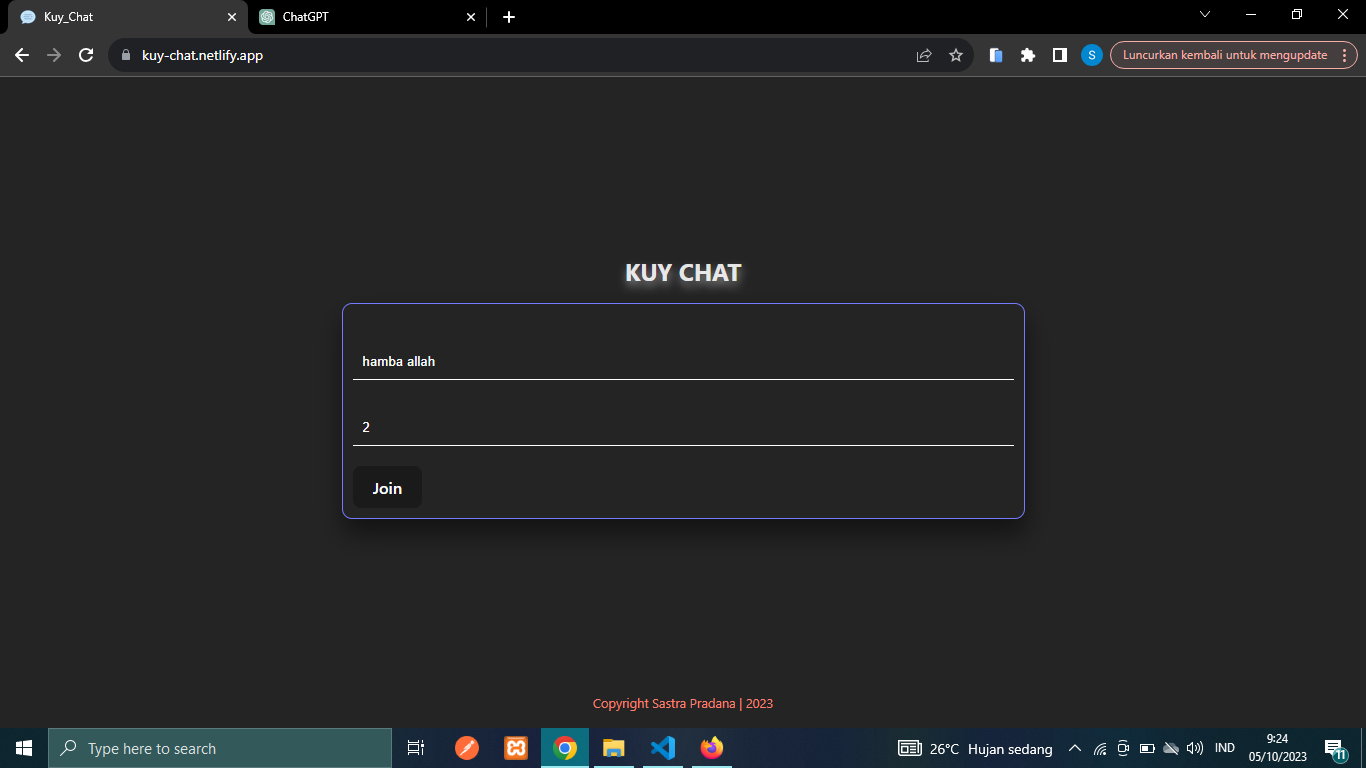 Kuy_Chat
ChatGPT
kuy-chat.netlify.app
S
Luncurkan kembali untuk mengupdate
KUY CHAT
hamba allah
2
Join
Copyright Sastra Pradana | 2023
Type here to search
26°C Hujan sedang
IND
9:24
05/10/2023
11